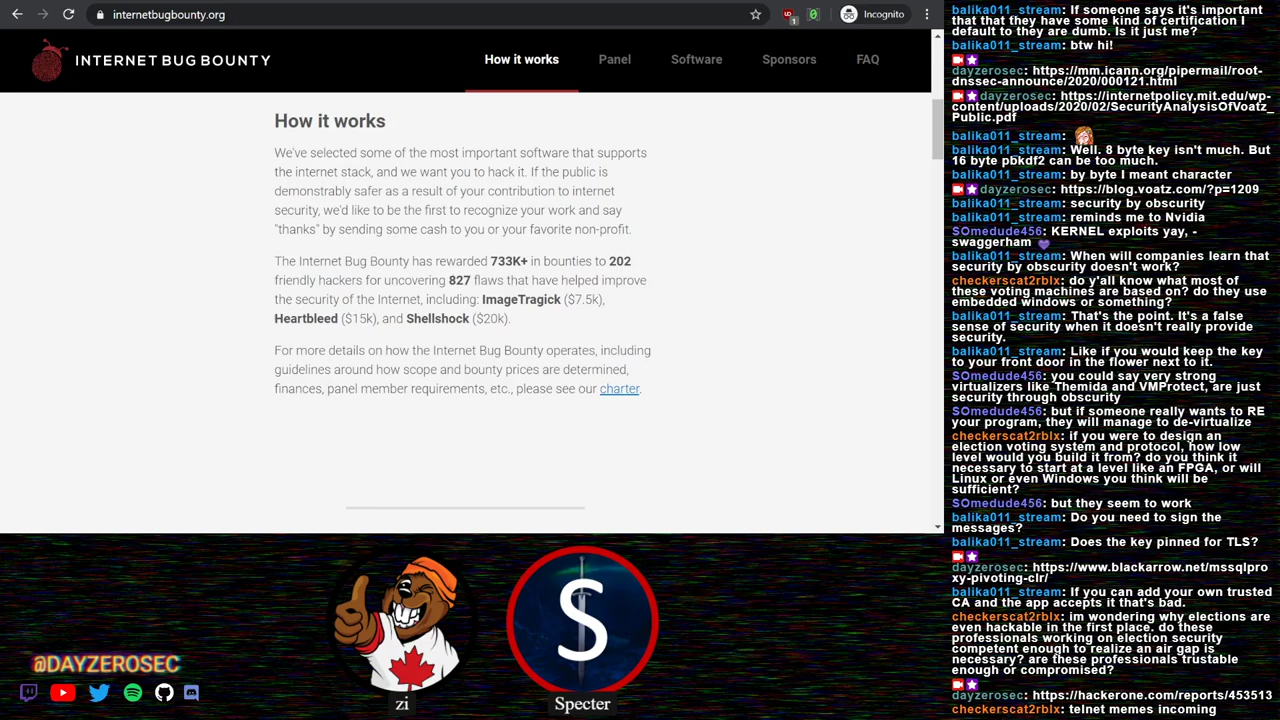 internetbugbounty.org
1
Incognito
INTERNET BUG BOUNTY
How it works
Panel
Software
Sponsors
FAQ
How it works
We've selected some of the most important software that supports
the internet stack, and we want you to hack it. If the public is
demonstrably safer as a result of your contribution to internet
security, we'd like to be the first to recognize your work and say
"thanks" by sending some cash to you or your favorite non-profit.
The Internet Bug Bounty has rewarded 733K+ in bounties to 202
friendly hackers for uncovering 827 flaws that have helped improve
the security of the Internet, including: ImageTragick ($7.5k),
Heartbleed ($15k), and Shellshock ($20k).
For more details on how the Internet Bug Bounty operates, including
guidelines around how scope and bounty prices are determined,
finances, panel member requirements, etc., please see our charter.
@DAYZEROSEC
zi
S
Specter
balika011_stream: If someone says it's important
that that they have some kind of certification I
default to they are dumb. Is it just me?
balika011_stream: btw hi!
dayzerosec: https://mm.icann.org/pipermail/root-
dnssec-announce/2020/000121.html
dayzerosec: https://internetpolicy.mit.edu/wp-
content/uploads/2020/02/SecurityAnalysisOfVoatz_
Public.pdf
balika011_stream:
balika011_stream: Well. 8 byte key isn't much. But
16 byte pbkdf2 can be too much.
balika011_stream: by byte I meant character
dayzerosec: https://blog.voatz.com/?p=1209
balika011_stream: security by obscurity
balika011_stream: reminds me to Nvidia
SOmedude456: KERNEL exploits yay, -
swaggerham
balika011_stream: When will companies learn that
security by obscurity doesn't work?
checkerscat2rblx: do y'all know what most of
these voting machines are based on? do they use
embedded windows or something?
balika011_stream: That's the point. It's a false
sense of security when it doesn't really provide
security.
balika011_stream: Like if you would keep the key
to your front door in the flower next to it.
SOmedude456: you could say very strong
virtualizers like Themida and VMProtect, are just
security through obscurity
SOmedude456: but if someone really wants to RE
your program, they will manage to de-virtualize
checkerscat2rblx: if you were to design an
election voting system and protocol, how low
level would you build it from? do you think it
necessary to start at a level like an FPGA, or will
Linux or even Windows you think will be
sufficient?
SOmedude456: but they seem to work
balika011_stream: Do you need to sign the
messages?
balika011_stream: Does the key pinned for TLS?
dayzerosec: https://www.blackarrow.net/mssqlpro
xy-pivoting-clr/
balika011_stream: If you can add your own trusted
CA and the app accepts it that's bad.
checkerscat2rblx: im wondering why elections are
even hackable in the first place. do these
professionals working on election security
competent enough to realize an air gap is
necessary? are these professionals trustable
enough or compromised?
dayzerosec: https://hackerone.com/reports/453513
checkerscat2rblx: telnet memes incoming